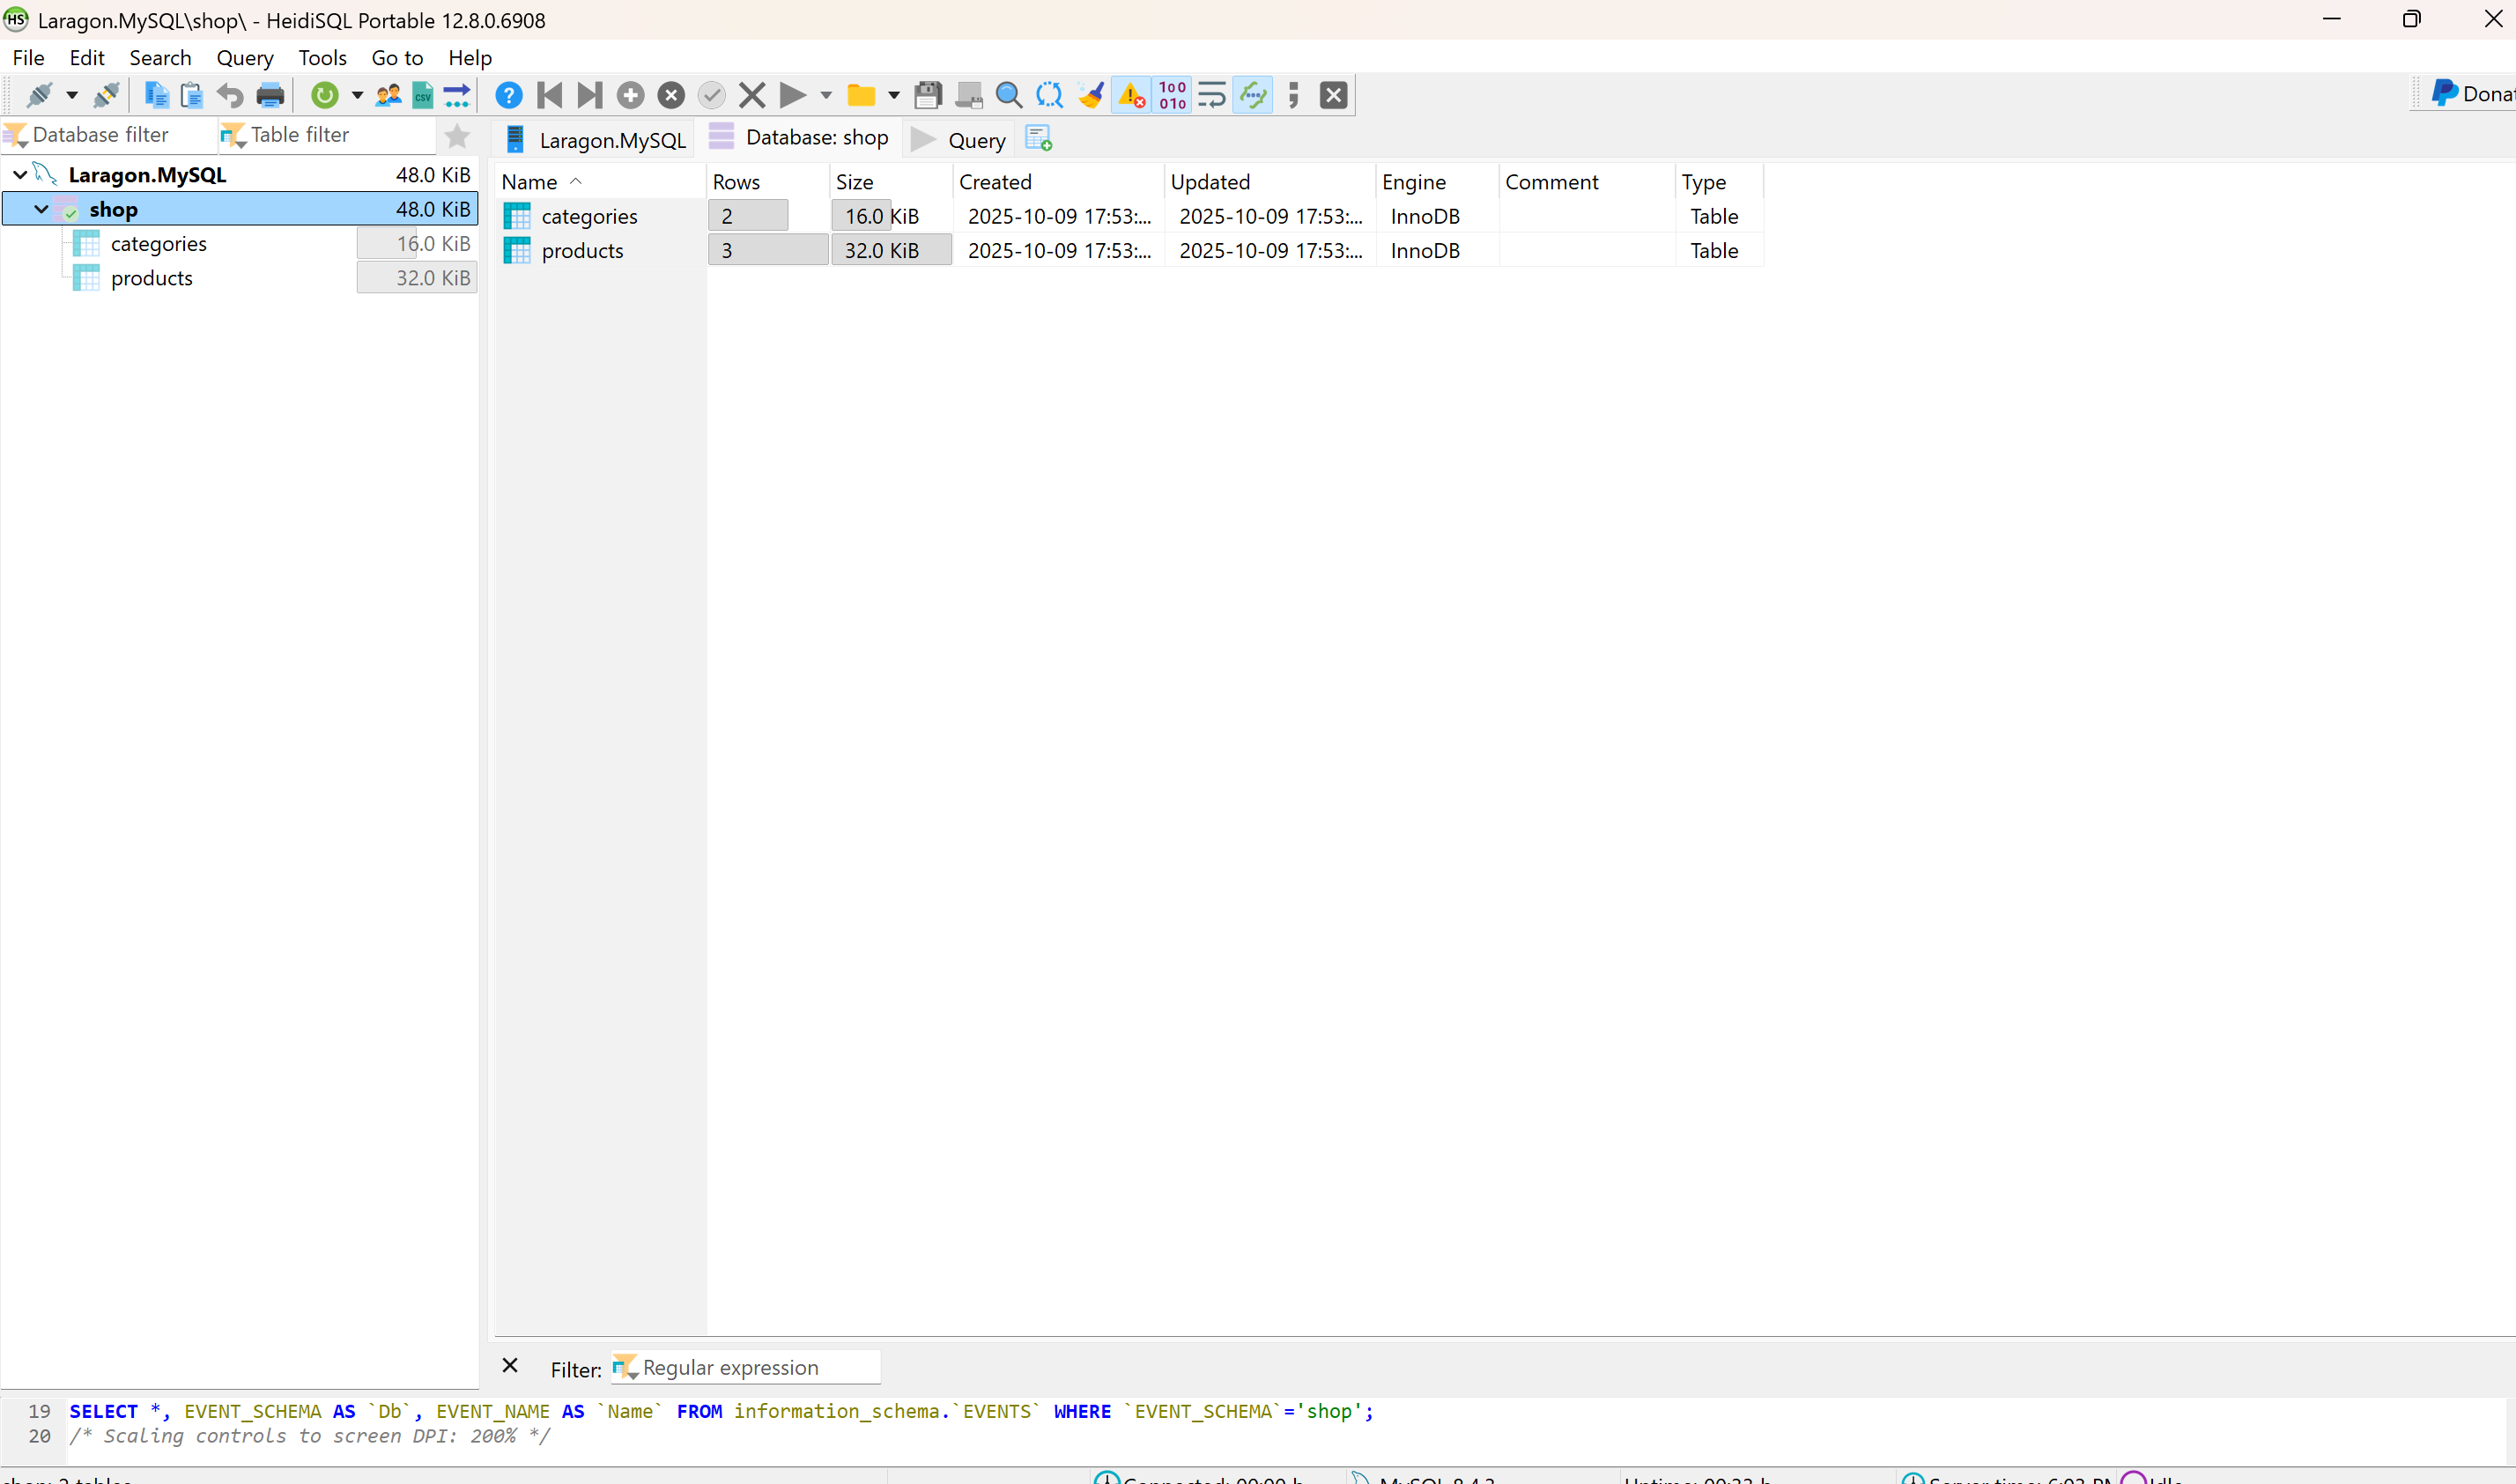 Laragon.MySQL\shop\ - HeidiSQL Portable 12.8.0.6908
File Edit Search Query Tools Go to Help
Donat
Database filter Table filter
Laragon.MySQL Database: shop Query
Laragon.MySQL 48.0 KiB
shop 48.0 KiB
categories 16.0 KiB
products 32.0 KiB
Name Rows Size Created Updated Engine Comment Type
categories 2 16.0 KiB 2025-10-09 17:53:... 2025-10-09 17:53:... InnoDB Table
products 3 32.0 KiB 2025-10-09 17:53:... 2025-10-09 17:53:... InnoDB Table
Filter: Regular expression
19 SELECT *, EVENT_SCHEMA AS `Db`, EVENT_NAME AS `Name` FROM information_schema.`EVENTS` WHERE `EVENT_SCHEMA`='shop';
20 /* Scaling controls to screen DPI: 200% */